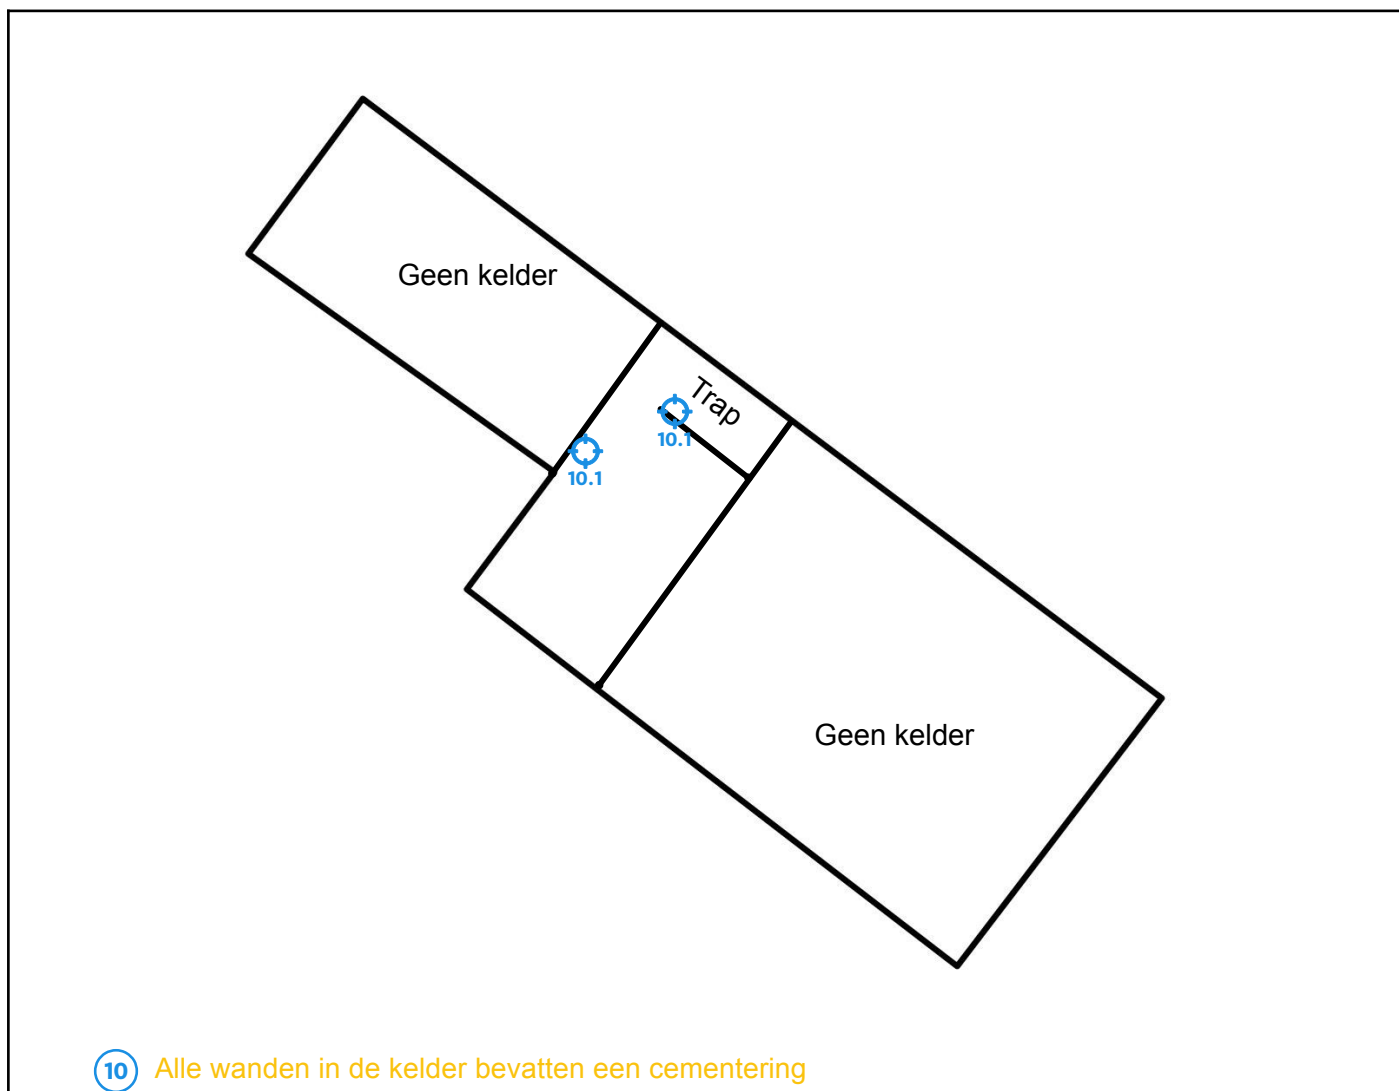 Geen kelder
Trap
10.1
10.1
Geen kelder
10 Alle wanden in de kelder bevatten een cementering